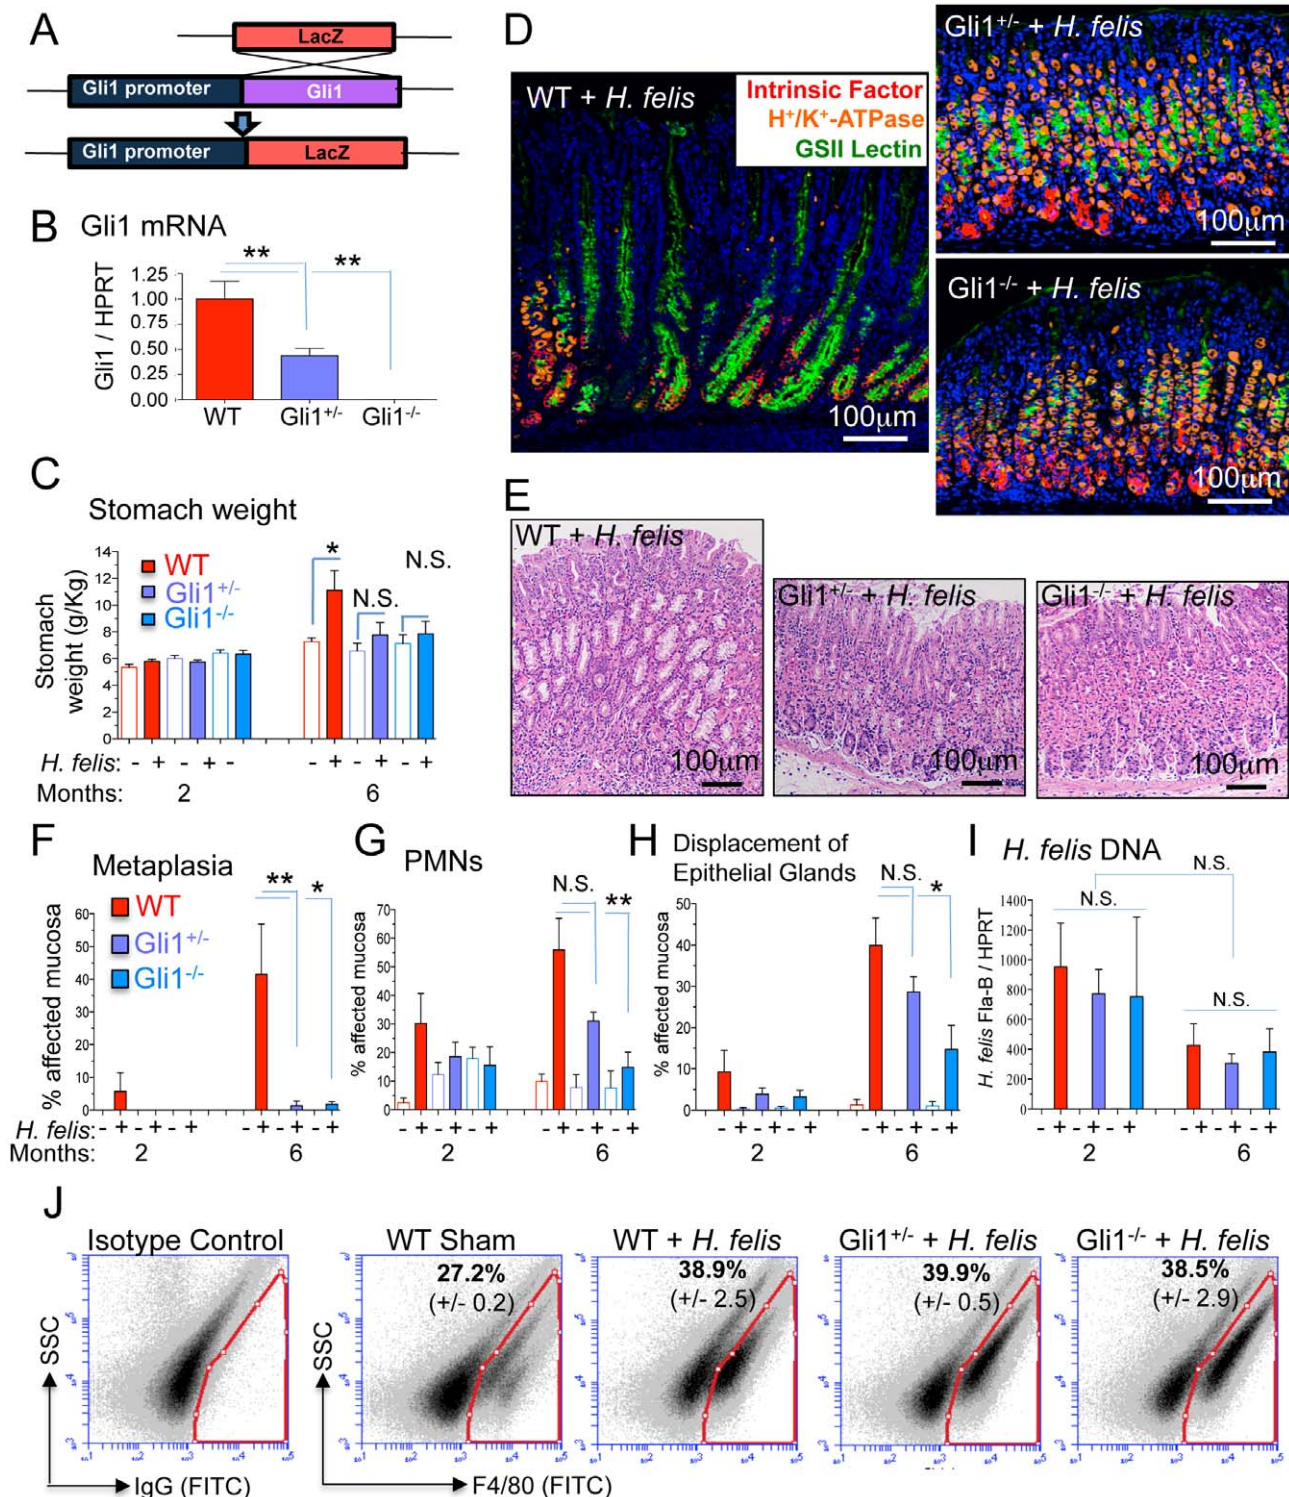 A
LacZ
Gli1 promoter
Gli1
Gli1 promoter
LacZ
B Gli1 mRNA
** **
Gli1 / HPRT
1.25
1.00
0.75
0.50
0.25
0.00
WT Gli1+/- Gli1-/-
C
Stomach weight
Stomach weight (g/Kg)
14
12
10
8
6
4
2
0
WT
Gli1+/-
Gli1-/-
*
N.S.
N.S.
H. felis: - + - + - - + - + - +
Months: 2 6
D
WT + H. felis
Intrinsic Factor
H+/K+-ATPase
GSII Lectin
100µm
Gli1+/- + H. felis
100µm
Gli1-/- + H. felis
100µm
E
WT + H. felis
100µm
Gli1+/- + H. felis
100µm
Gli1-/- + H. felis
100µm
F
Metaplasia
WT
Gli1+/-
Gli1-/-
** *
% affected mucosa
60
50
40
30
20
10
0
H. felis: - + - + - + - + - + - +
Months: 2 6
G PMNs
N.S.
**
% affected mucosa
70
60
50
40
30
20
10
0
- + - + - + - + - + - +
2 6
H Displacement of
Epithelial Glands
N.S.
*
% affected mucosa
50
40
30
20
10
0
- + - + - + - + - + - +
2 6
I H. felis DNA
N.S.
N.S.
N.S.
H. felis Fla-B / HPRT
1400
1200
1000
800
600
400
200
0
- + - + - + - + - + - +
2 6
J
Isotype Control
SSC
IgG (FITC)
WT Sham
27.2%
(+/- 0.2)
SSC
F4/80 (FITC)
WT + H. felis
38.9%
(+/- 2.5)
Gli1+/- + H. felis
39.9%
(+/- 0.5)
Gli1-/- + H. felis
38.5%
(+/- 2.9)